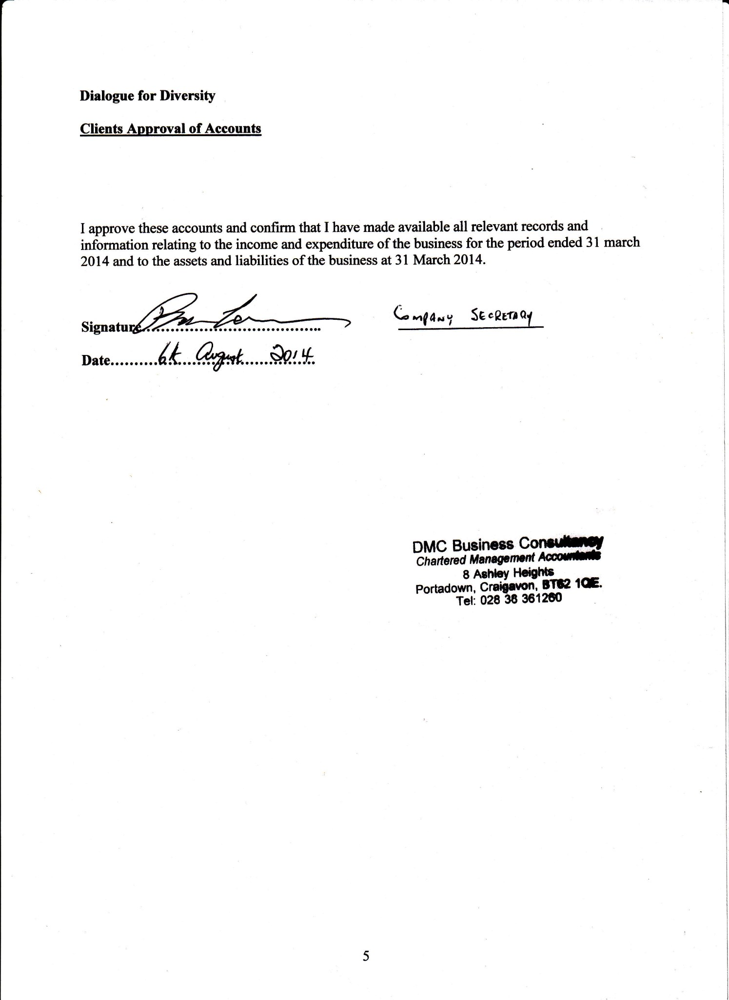 Dialogue for Diversity
Clients Approval of Accounts
I approve these accounts and confirm that I have made available all relevant records and
information relating to the income and expenditure of the business for the period ended 31 march
2014 and to the assets and liabilities of the business at 31 March 2014.
Signature....................................
Company Secretary
Date..........6th August 2014
DMC Business Consultancy
Chartered Management Accountants
8 Ashley Heights
Portadown, Craigavon, BT62 1QE.
Tel: 028 38 361260
5